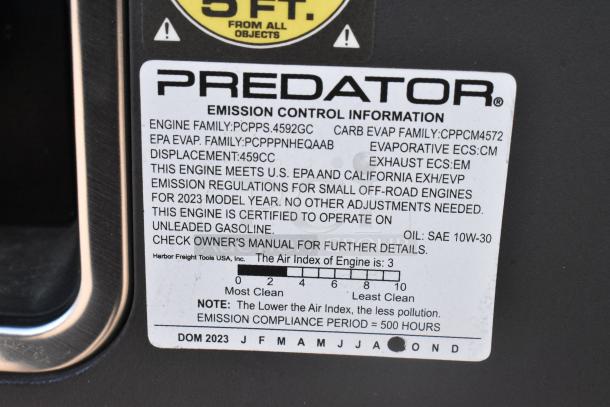 5 FT.
FROM ALL
OBJECTS
PREDATOR®
EMISSION CONTROL INFORMATION
ENGINE FAMILY:PCPPS.4592GC CARB EVAP FAMILY:CPPCM4572
EPA EVAP. FAMILY:PCPPPNHEQAAB EVAPORATIVE ECS:CM
DISPLACEMENT:459CC EXHAUST ECS:EM
THIS ENGINE MEETS U.S. EPA AND CALIFORNIA EXH/EVP
EMISSION REGULATIONS FOR SMALL OFF-ROAD ENGINES
FOR 2023 MODEL YEAR. NO OTHER ADJUSTMENTS NEEDED.
THIS ENGINE IS CERTIFIED TO OPERATE ON
UNLEADED GASOLINE. OIL: SAE 10W-30
CHECK OWNER'S MANUAL FOR FURTHER DETAILS.
Harbor Freight Tools USA, Inc. The Air Index of Engine is: 3
0 2 4 6 8 10
Most Clean Least Clean
NOTE: The Lower the Air Index, the less pollution.
EMISSION COMPLIANCE PERIOD = 500 HOURS
DOM 2023 J F M A M J J A O N D